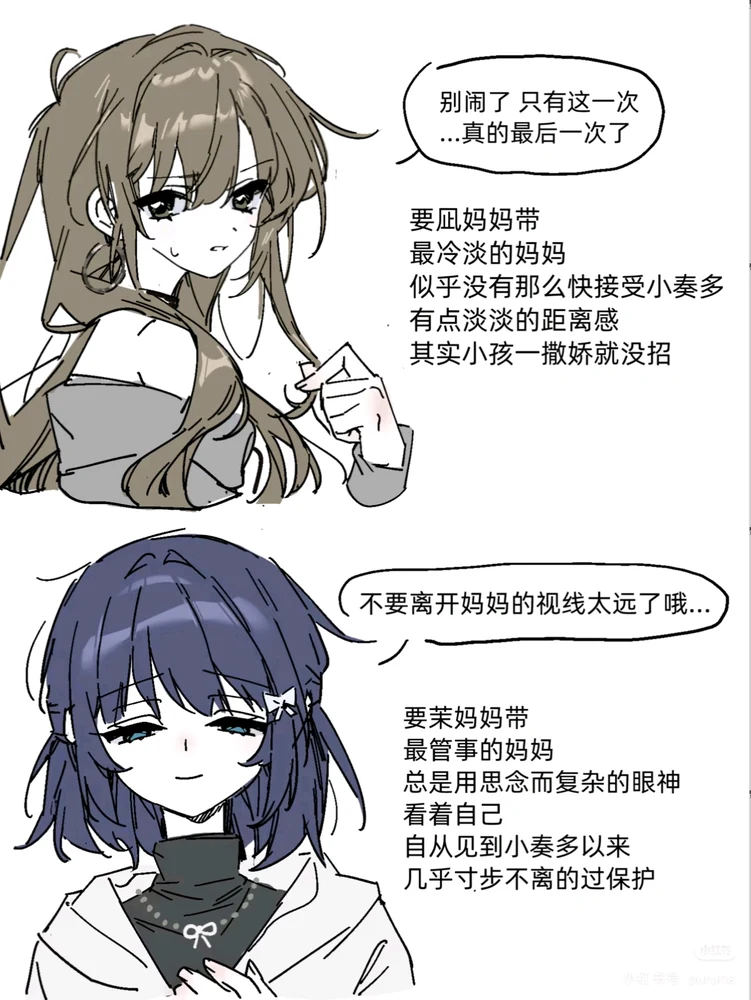 别闹了 只有这一次
...真的最后一次了
要凪妈妈带
最冷淡的妈妈
似乎没有那么快接受小奏多
有点淡淡的距离感
其实小孩一撒娇就没招
不要离开妈妈的视线太远了哦...
要茉妈妈带
最管事的妈妈
总是用思念而复杂的眼神
看着自己
自从见到小奏多以来
几乎寸步不离的过保护
小红书